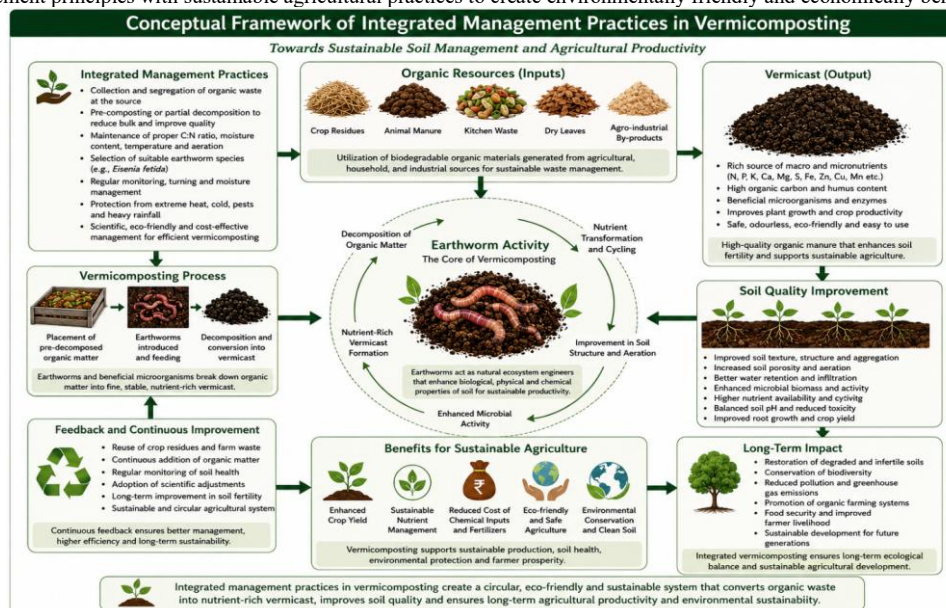 ement principles with sustainable agricultural practices to create environmentally friendly and economically ber
Conceptual Framework of Integrated Management Practices in Vermicomposting
Towards Sustainable Soil Management and Agricultural Productivity
Integrated Management Practices
• Collection and segregation of organic waste
at the source
• Pre-composting or partial decomposition to
reduce bulk and improve quality
• Maintenance of proper C:N ratio, moisture
content, temperature and aeration
• Selection of suitable earthworm species
(e.g., Eisenia fetida)
• Regular monitoring, turning and moisture
management
• Protection from extreme heat, cold, pests
and heavy rainfall
• Scientific, eco-friendly and cost-effective
management for efficient vermicomposting
Organic Resources (Inputs)
Crop Residues
Animal Manure
Kitchen Waste
Dry Leaves
Agro-industrial
By-products
Utilization of biodegradable organic materials generated from agricultural,
household, and industrial sources for sustainable waste management.
Vermicast (Output)
• Rich source of macro and micronutrients
(N, P, K, Ca, Mg, S, Fe, Zn, Cu, Mn etc.)
• High organic carbon and humus content
• Beneficial microorganisms and enzymes
• Improves plant growth and crop productivity
• Safe, odourless, eco-friendly and easy to use
High-quality organic manure that enhances soil
fertility and supports sustainable agriculture.
Vermicomposting Process
Placement of
pre-decomposed
organic matter
Earthworms
introduced
and feeding
Decomposition and
conversion into
vermicast
Earthworms and beneficial microorganisms break down organic
matter into fine, stable, nutrient-rich vermicast.
Decomposition of
Organic Matter
Nutrient
Transformation
and Cycling
Earthworm Activity
The Core of Vermicomposting
Nutrient-Rich
Vermicast
Formation
Improvement in Soil
Structure and Aeration
Earthworms act as natural ecosystem engineers
that enhance biological, physical and chemical
properties of soil for sustainable productivity.
Enhanced Microbial
Activity
Soil Quality Improvement
• Improved soil texture, structure and aggregation
• Increased soil porosity and aeration
• Better water retention and infiltration
• Enhanced microbial biomass and activity
• Higher nutrient availability and cytivitg
• Balanced soil pH and reduced toxicity
• Improved root growth and crop yield
Feedback and Continuous Improvement
• Reuse of crop residues and farm waste
• Continuous addition of organic matter
• Regular monitoring of soil health
• Adoption of scientific adjustments
• Long-term improvement in soil fertility
• Sustainable and circular agricultural system
Continuous feedback ensures better management,
higher efficiency and long-term sustainability.
Benefits for Sustainable Agriculture
₹
Enhanced
Crop Yield
Sustainable
Nutrient
Management
Reduced Cost of
Chemical Inputs
and Fertilizers
Eco-friendly
and Safe
Agriculture
Environmental
Conservation
and Clean Soil
Vermicomposting supports sustainable production, soil health,
environmental protection and farmer prosperity.
Long-Term Impact
• Restoration of degraded and infertile soils
• Conservation of biodiversity
• Reduced pollution and greenhouse
gas emissions
• Promotion of organic farming systems
• Food security and improved
farmer livelihood
• Sustainable development for future
generations
Integrated vermicomposting ensures long-term ecological
balance and sustainable agricultural development.
Integrated management practices in vermicomposting create a circular, eco-friendly and sustainable system that converts organic waste
into nutrient-rich vermicast, improves soil quality and ensures long-term agricultural productivity and environmental sustainabiity.